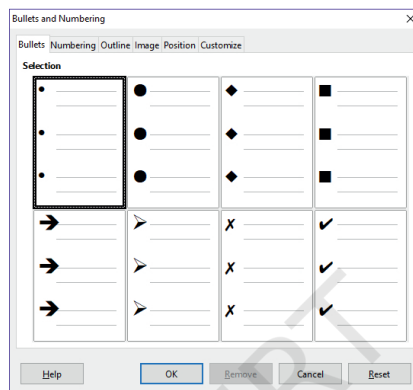 Bullets and Numbering
Bullets Numbering Outline Image Position Customize
Selection
Help OK Remove Cancel Reset